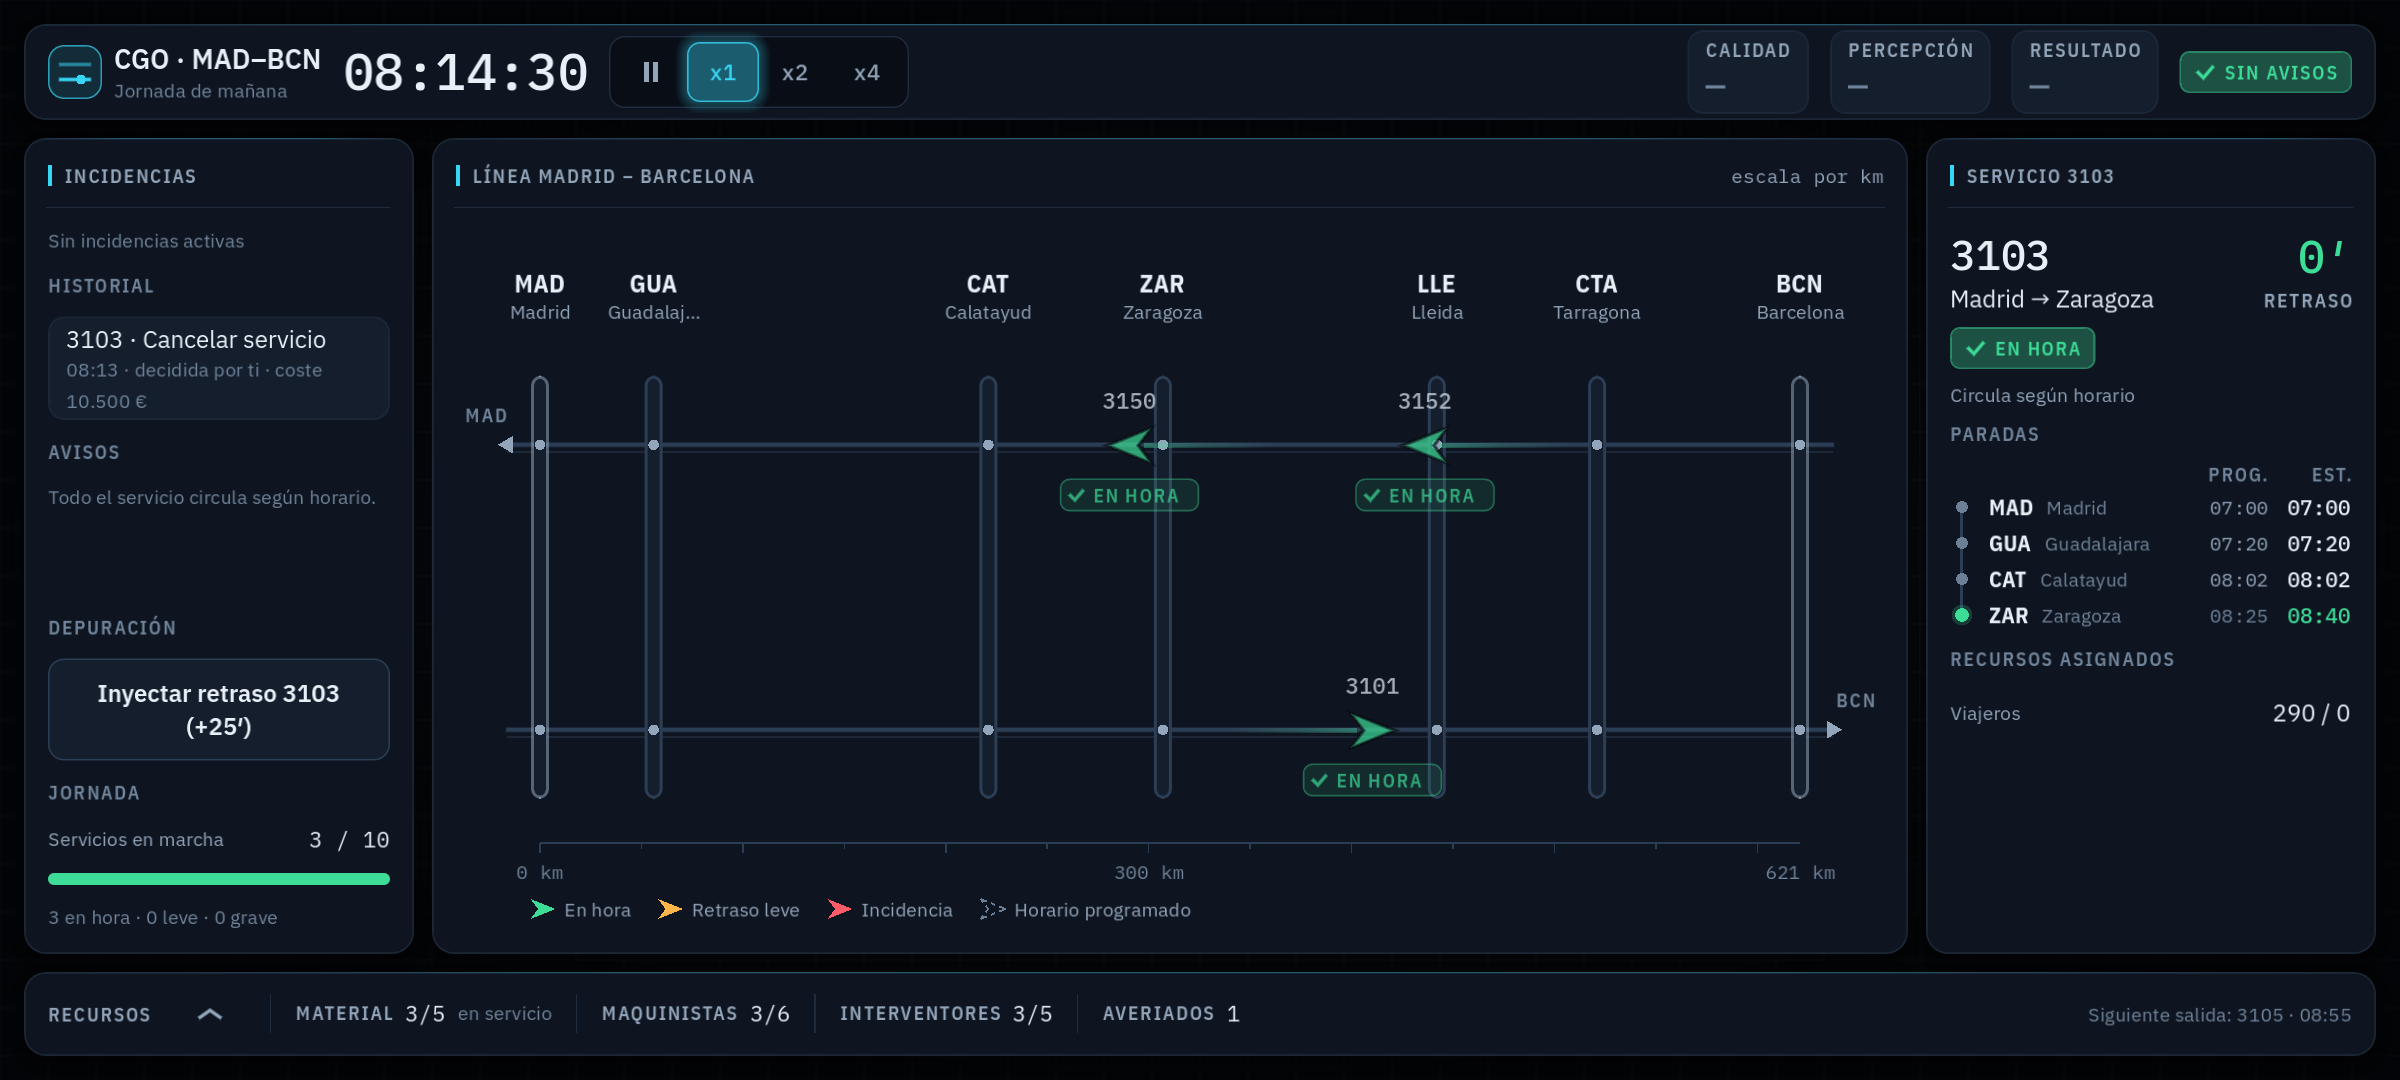 CGO · MAD–BCN
Jornada de mañana
08:14:30
x1
x2
x4
CALIDAD
—
PERCEPCIÓN
—
RESULTADO
—
SIN AVISOS
INCIDENCIAS
Sin incidencias activas
HISTORIAL
3103 · Cancelar servicio
08:13 · decidida por ti · coste
10.500 €
AVISOS
Todo el servicio circula según horario.
DEPURACIÓN
Inyectar retraso 3103
(+25′)
JORNADA
Servicios en marcha 3 / 10
3 en hora · 0 leve · 0 grave
LÍNEA MADRID – BARCELONA
escala por km
MAD GUA CAT ZAR LLE CTA BCN
Madrid Guadalaj… Calatayud Zaragoza Lleida Tarragona Barcelona
MAD
3150
3152
EN HORA
EN HORA
3101
BCN
EN HORA
0 km 300 km 621 km
En hora Retraso leve Incidencia Horario programado
SERVICIO 3103
3103 0′
Madrid → Zaragoza RETRASO
EN HORA
Circula según horario
PARADAS
PROG. EST.
MAD Madrid 07:00 07:00
GUA Guadalajara 07:20 07:20
CAT Calatayud 08:02 08:02
ZAR Zaragoza 08:25 08:40
RECURSOS ASIGNADOS
Viajeros 290 / 0
RECURSOS
MATERIAL 3/5 en servicio
MAQUINISTAS 3/6
INTERVENTORES 3/5
AVERIADOS 1
Siguiente salida: 3105 · 08:55